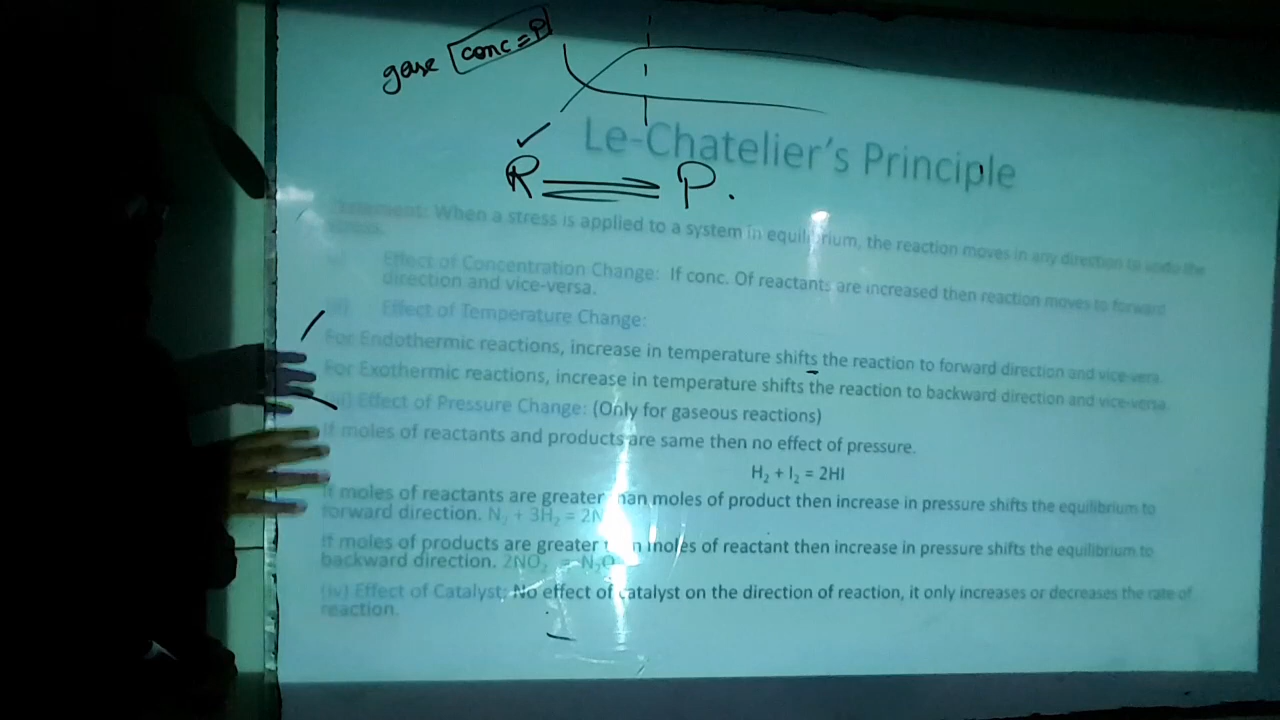 gase conc = P
Le-Chatelier's Principle
R P.
Statement: When a stress is applied to a system in equilibrium, the reaction moves in any direction to undo the
Effect of Concentration Change: If conc. Of reactants are increased then reaction moves to forward
direction and vice-versa.
Effect of Temperature Change:
For Endothermic reactions, increase in temperature shifts the reaction to forward direction and vice-versa.
For Exothermic reactions, increase in temperature shifts the reaction to backward direction and vice-versa.
Effect of Pressure Change: (Only for gaseous reactions)
If moles of reactants and products are same then no effect of pressure.
H₂ + I₂ = 2HI
If moles of reactants are greater than moles of product then increase in pressure shifts the equilibrium to
forward direction. N₂ + 3H₂ = 2N
If moles of products are greater than moles of reactant then increase in pressure shifts the equilibrium to
backward direction. 2NO₂ = N₂O
(iv) Effect of Catalyst: No effect of catalyst on the direction of reaction, it only increases or decreases the rate of
reaction.